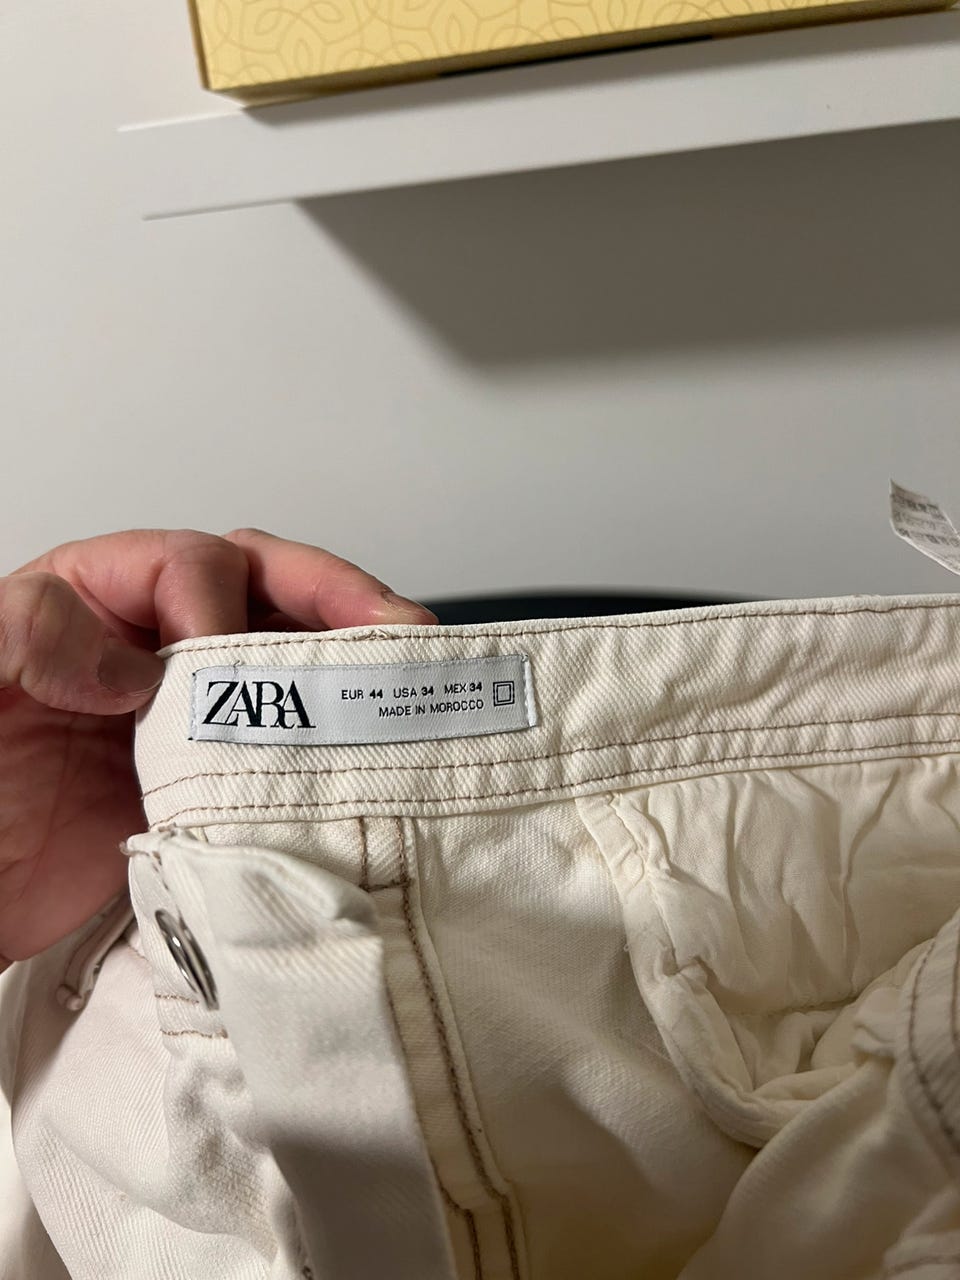 ZARA
EUR 44 USA 34 MEX 34
MADE IN MOROCCO